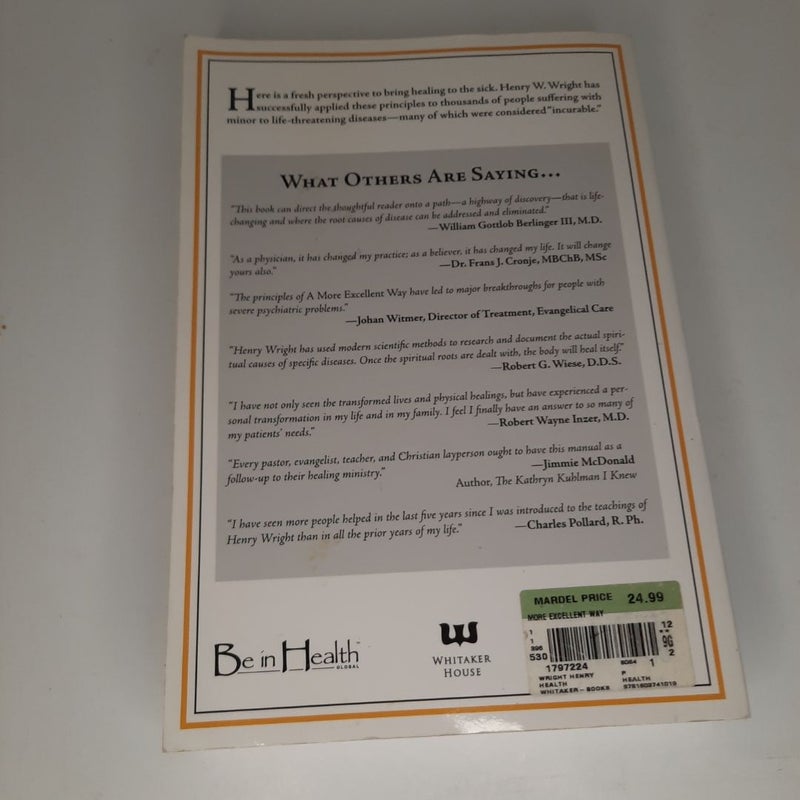 Here is a fresh perspective to bring healing to the sick. Henry W. Wright has
successfully applied these principles to thousands of people suffering with
minor to life-threatening diseases—many of which were considered "incurable."
WHAT OTHERS ARE SAYING...
"This book can direct the thoughtful reader onto a path—a highway of discovery—that is life-
changing and where the root causes of disease can be addressed and eliminated."
—William Gottlob Berlinger III, M.D.
"As a physician, it has changed my practice; as a believer, it has changed my life. It will change
yours also."
—Dr. Frans J. Cronje, MBChB, MSc
"The principles of A More Excellent Way have led to major breakthroughs for people with
severe psychiatric problems."
—Johan Witmer, Director of Treatment, Evangelical Care
"Henry Wright has used modern scientific methods to research and document the actual spiri-
tual causes of specific diseases. Once the spiritual roots are dealt with, the body will heal itself."
—Robert G. Wiese, D.D.S.
"I have not only seen the transformed lives and physical healings, but have experienced a per-
sonal transformation in my life and in my family. I feel I finally have an answer to so many of
my patients' needs."
—Robert Wayne Inzer, M.D.
"Every pastor, evangelist, teacher, and Christian layperson ought to have this manual as a
follow-up to their healing ministry."
—Jimmie McDonald
Author, The Kathryn Kuhlman I Knew
"I have seen more people helped in the last five years since I was introduced to the teachings of
Henry Wright than in all the prior years of my life."
—Charles Pollard, R. Ph.
Be in Health™
GLOBAL
WHITAKER
HOUSE
MARDEL PRICE 24.99
MORE EXCELLENT WAY
1 12
1
396 9G
530 2
1797224 8064 1
WRIGHT HENRY P
HEALTH HEALTH
WHITAKER - BOOKS 9781603741019